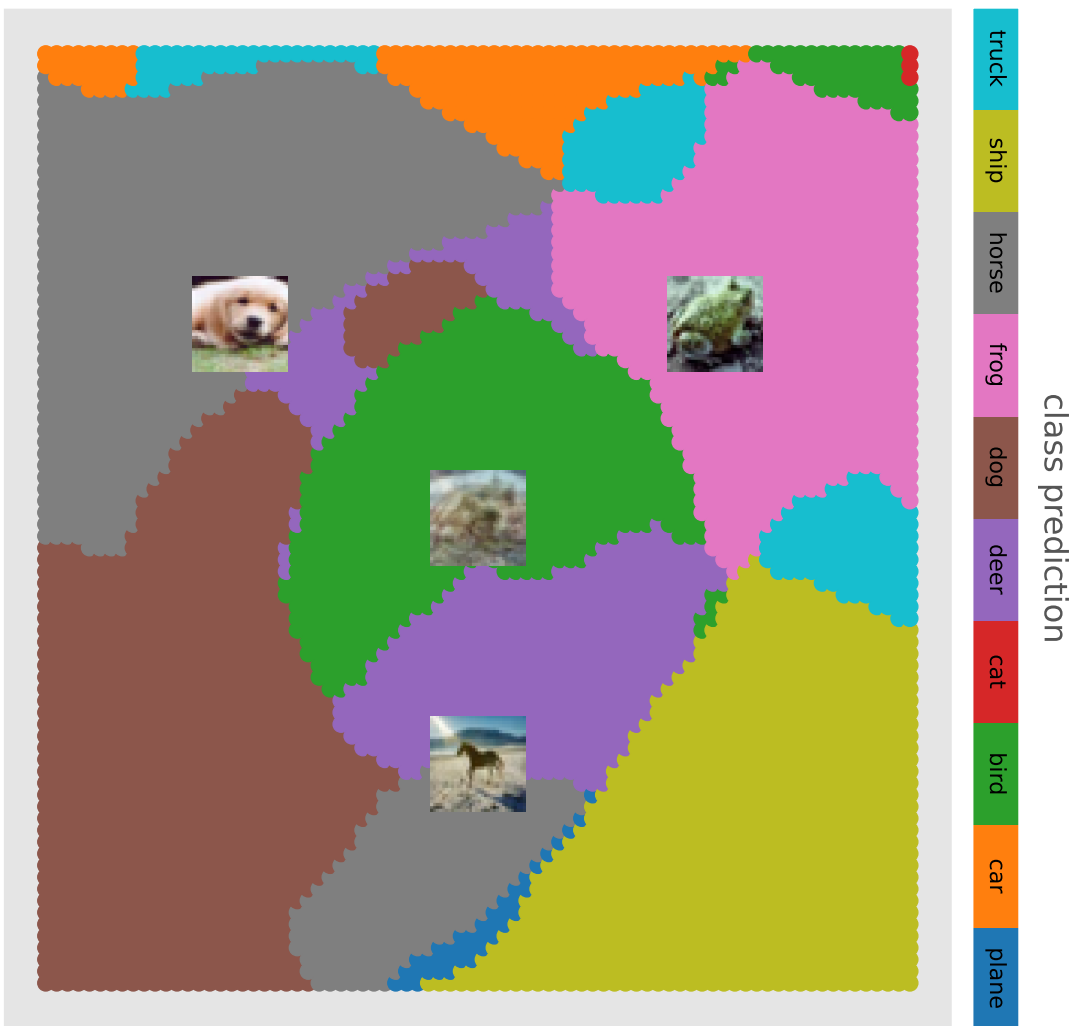 truck
ship
horse
frog
dog
deer
cat
bird
car
plane
class prediction